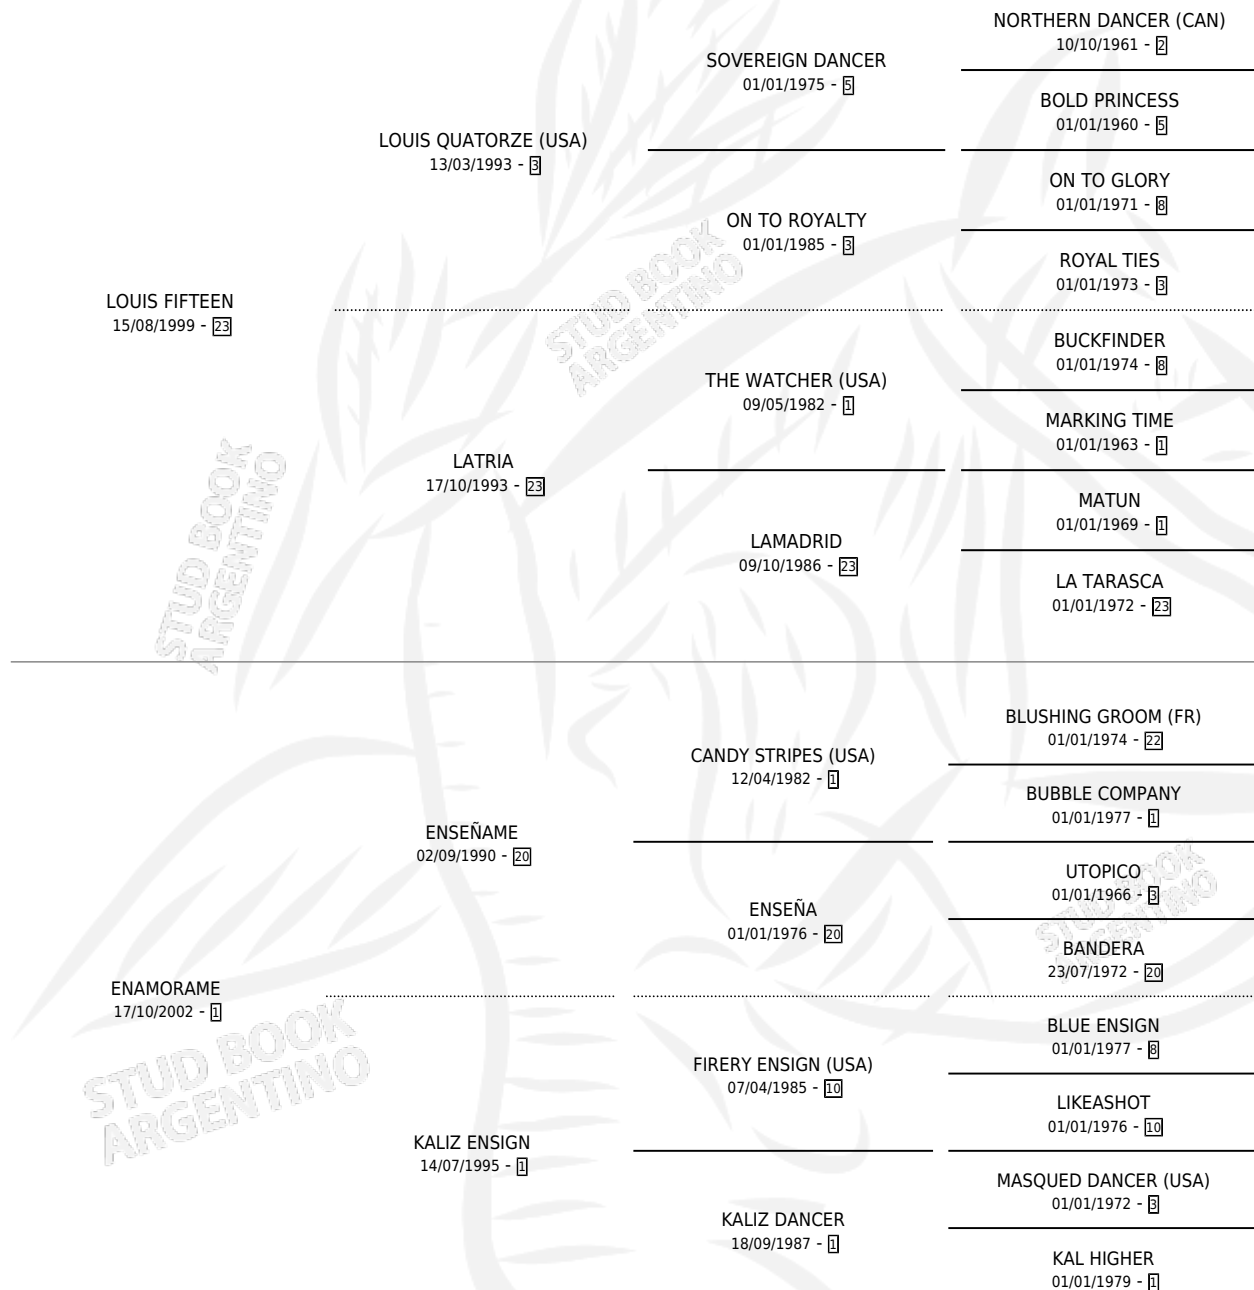 NORTHERN DANCER (CAN)
10/10/1961 - 2
SOVEREIGN DANCER
01/01/1975 - 5
BOLD PRINCESS
01/01/1960 - 5
LOUIS QUATORZE (USA)
13/03/1993 - 3
ON TO GLORY
01/01/1971 - 8
ON TO ROYALTY
01/01/1985 - 3
ROYAL TIES
01/01/1973 - 3
LOUIS FIFTEEN
15/08/1999 - 23
BUCKFINDER
01/01/1974 - 8
THE WATCHER (USA)
09/05/1982 - 1
MARKING TIME
01/01/1963 - 1
LATRIA
17/10/1993 - 23
MATUN
01/01/1969 - 1
LAMADRID
09/10/1986 - 23
LA TARASCA
01/01/1972 - 23
BLUSHING GROOM (FR)
01/01/1974 - 22
CANDY STRIPES (USA)
12/04/1982 - 1
BUBBLE COMPANY
01/01/1977 - 1
ENSEÑAME
02/09/1990 - 20
UTOPICO
01/01/1966 - 3
ENSEÑA
01/01/1976 - 20
BANDERA
23/07/1972 - 20
ENAMORAME
17/10/2002 - 1
BLUE ENSIGN
01/01/1977 - 8
FIRERY ENSIGN (USA)
07/04/1985 - 10
LIKEASHOT
01/01/1976 - 10
KALIZ ENSIGN
14/07/1995 - 1
MASQUED DANCER (USA)
01/01/1972 - 3
KALIZ DANCER
18/09/1987 - 1
KAL HIGHER
01/01/1979 - 1
STUD BOOK
ARGENTINO
STUD BOOK
ARGENTINO
STUD BOOK
ARGENTINO
STUD BOOK
ARGENTINO